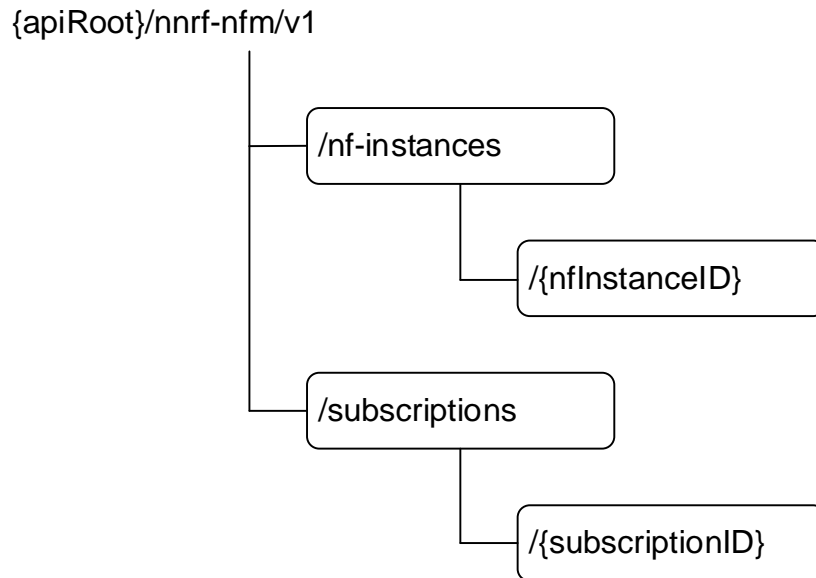 {apiRoot}/nnrf-nfm/v1
/nf-instances
/{nfInstanceID}
/subscriptions
/{subscriptionID}